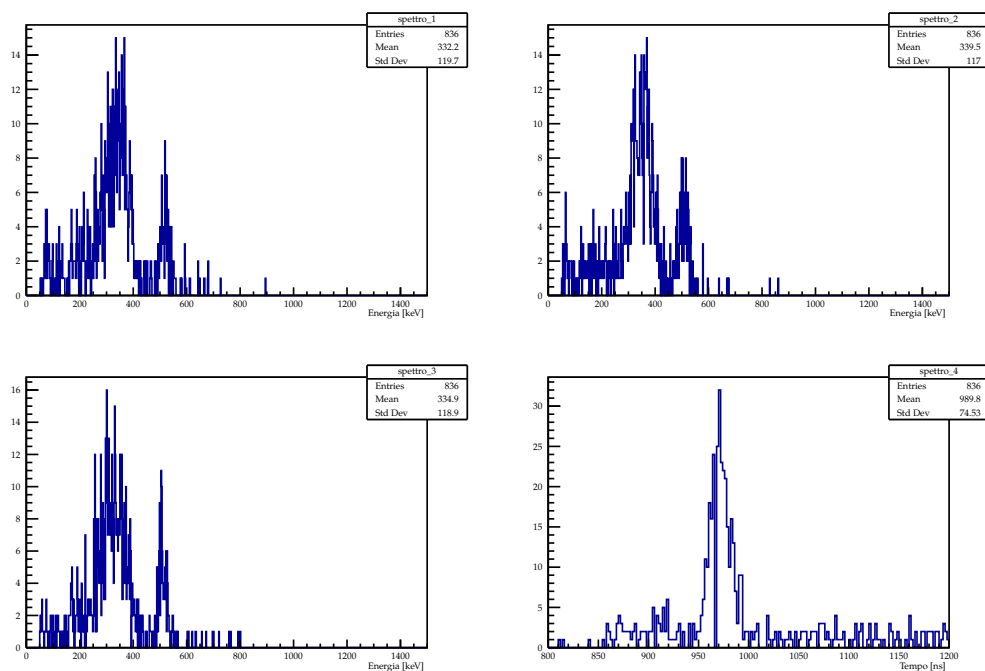 spettro_1
Entries 836
Mean 332.2
Std Dev 119.7
14
12
10
8
6
4
2
0
0 200 400 600 800 1000 1200 1400
Energia [keV]
spettro_2
Entries 836
Mean 339.5
Std Dev 117
14
12
10
8
6
4
2
0
0 200 400 600 800 1000 1200 1400
Energia [keV]
spettro_3
Entries 836
Mean 334.9
Std Dev 118.9
16
14
12
10
8
6
4
2
0
0 200 400 600 800 1000 1200 1400
Energia [keV]
spettro_4
Entries 836
Mean 989.8
Std Dev 74.53
30
25
20
15
10
5
0
800 850 900 950 1000 1050 1100 1150 1200
Tempo [ns]